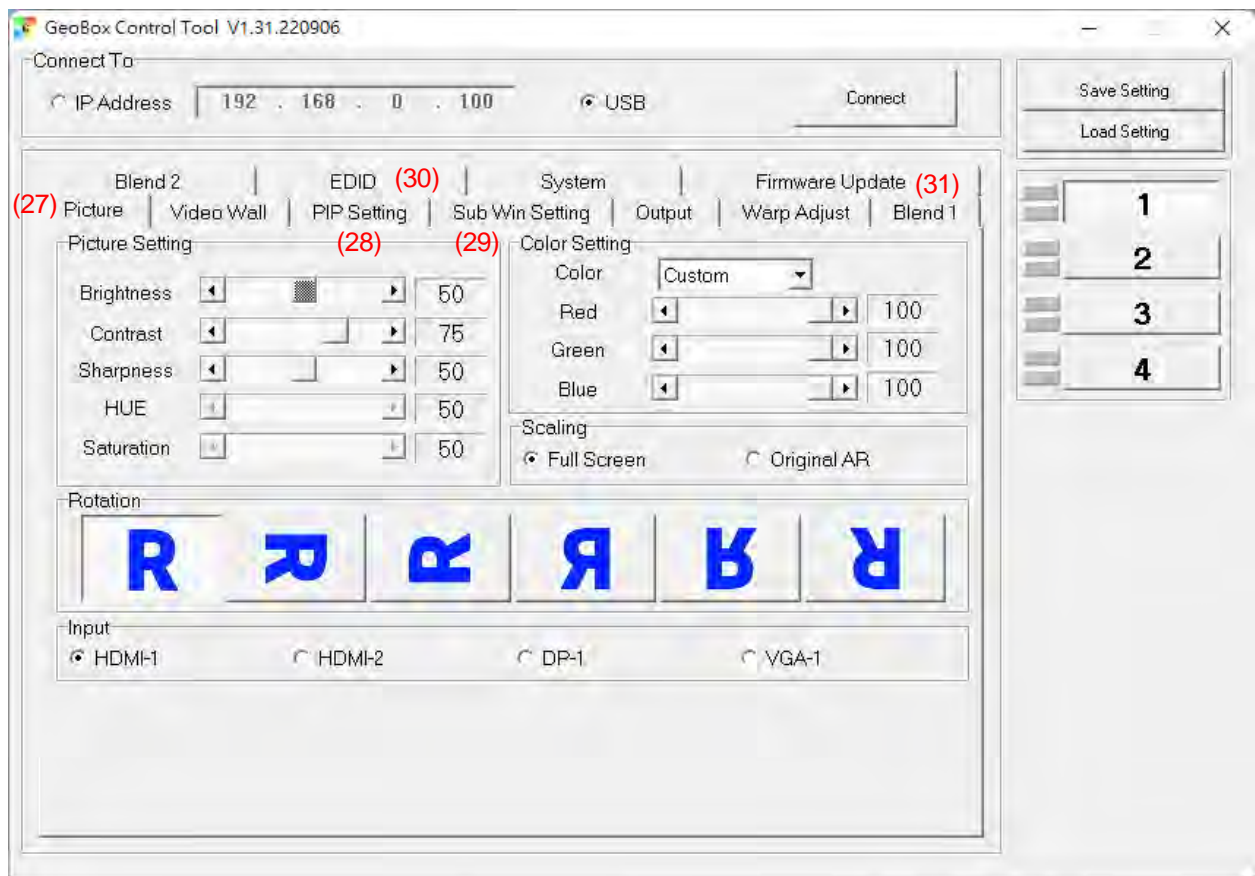 GeoBox Control Tool V1.31.220906
Connect To
IP Address 192 . 168 . 0 . 100 USB Connect
Save Setting
Load Setting
Blend 2 EDID (30) System Firmware Update (31)
(27) Picture Video Wall PIP Setting Sub Win Setting Output Warp Adjust Blend 1
(28) (29)
Picture Setting
Brightness 50
Contrast 75
Sharpness 50
HUE 50
Saturation 50
Color Setting
Color Custom
Red 100
Green 100
Blue 100
Scaling
Full Screen Original AR
Rotation
R R R R R R
Input
HDMI-1 HDMI-2 DP-1 VGA-1
1
2
3
4